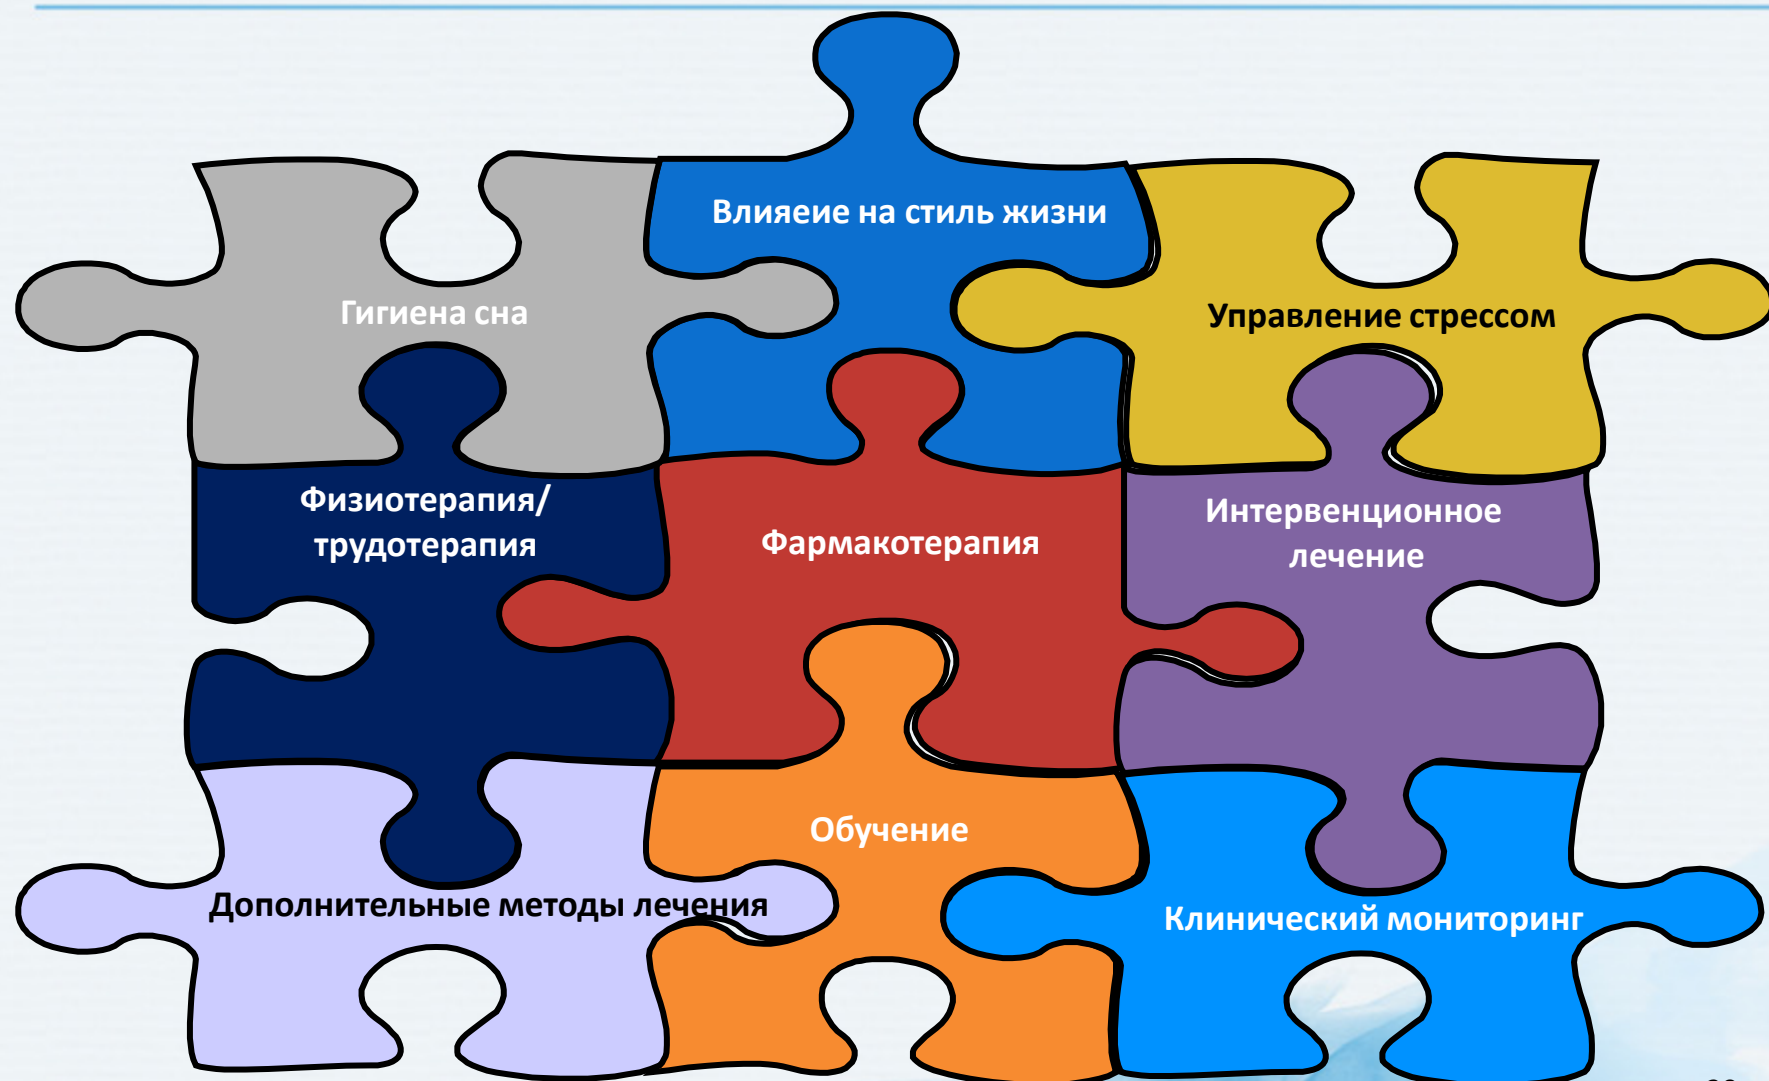 Влияеие на стиль жизни
Гигиена сна
Управление стрессом
Физиотерапия/
трудотерапия
Фармакотерапия
Интервенционное
лечение
Обучение
Дополнительные методы лечения
Клинический мониторинг